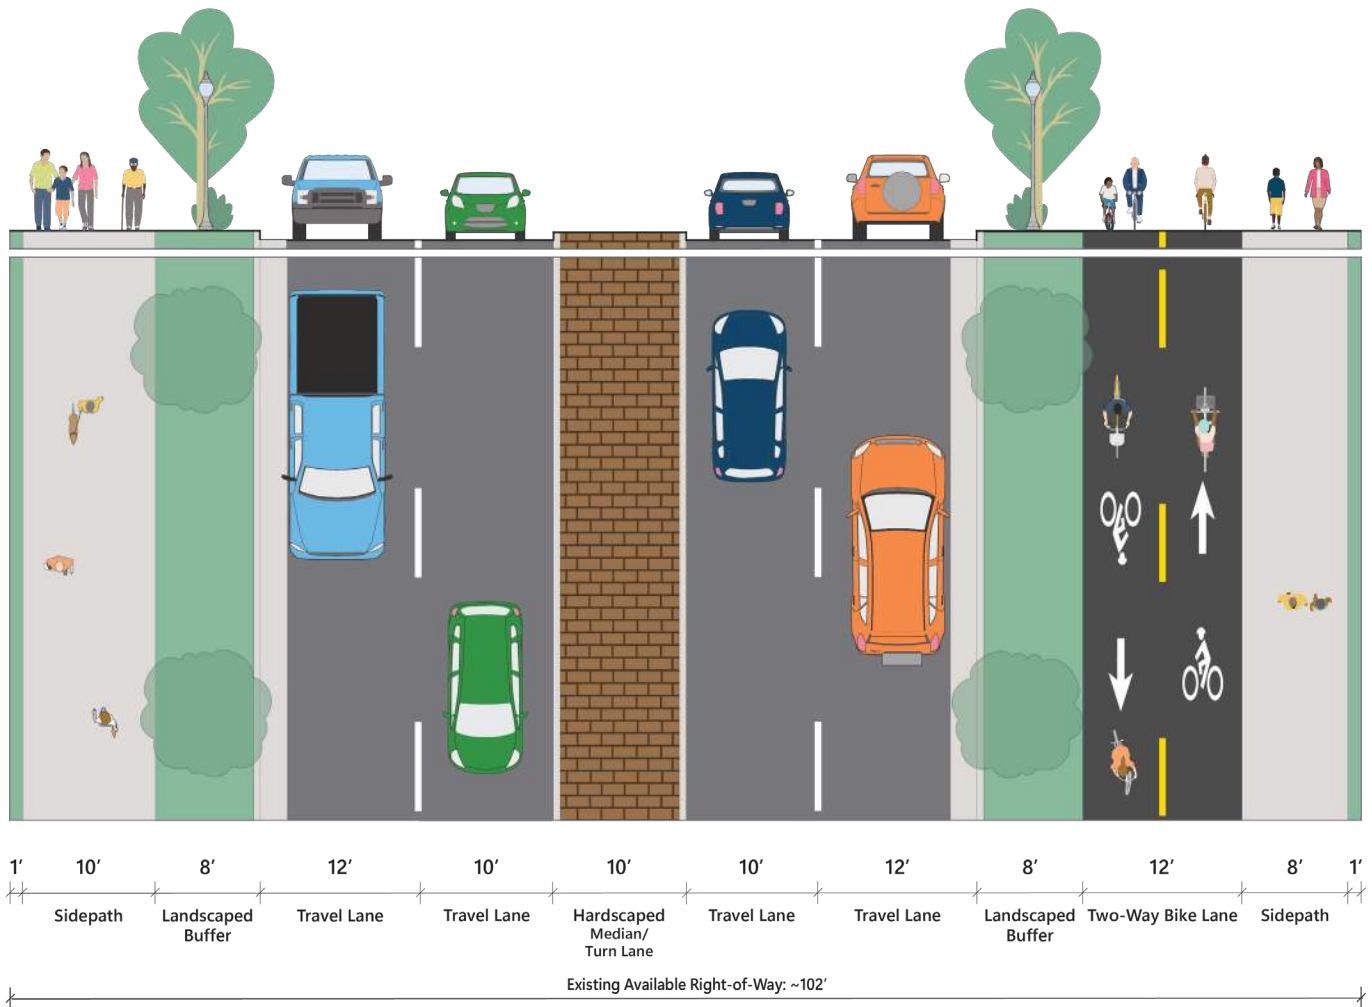 1′ 10′ 8′ 12′ 10′ 10′ 10′ 12′ 8′ 12′ 8′ 1′
Sidepath Landscaped Travel Lane Travel Lane Hardscaped Travel Lane Travel Lane Landscaped Two-Way Bike Lane Sidepath
Buffer Median/ Buffer
Turn Lane
Existing Available Right-of-Way: ~102′